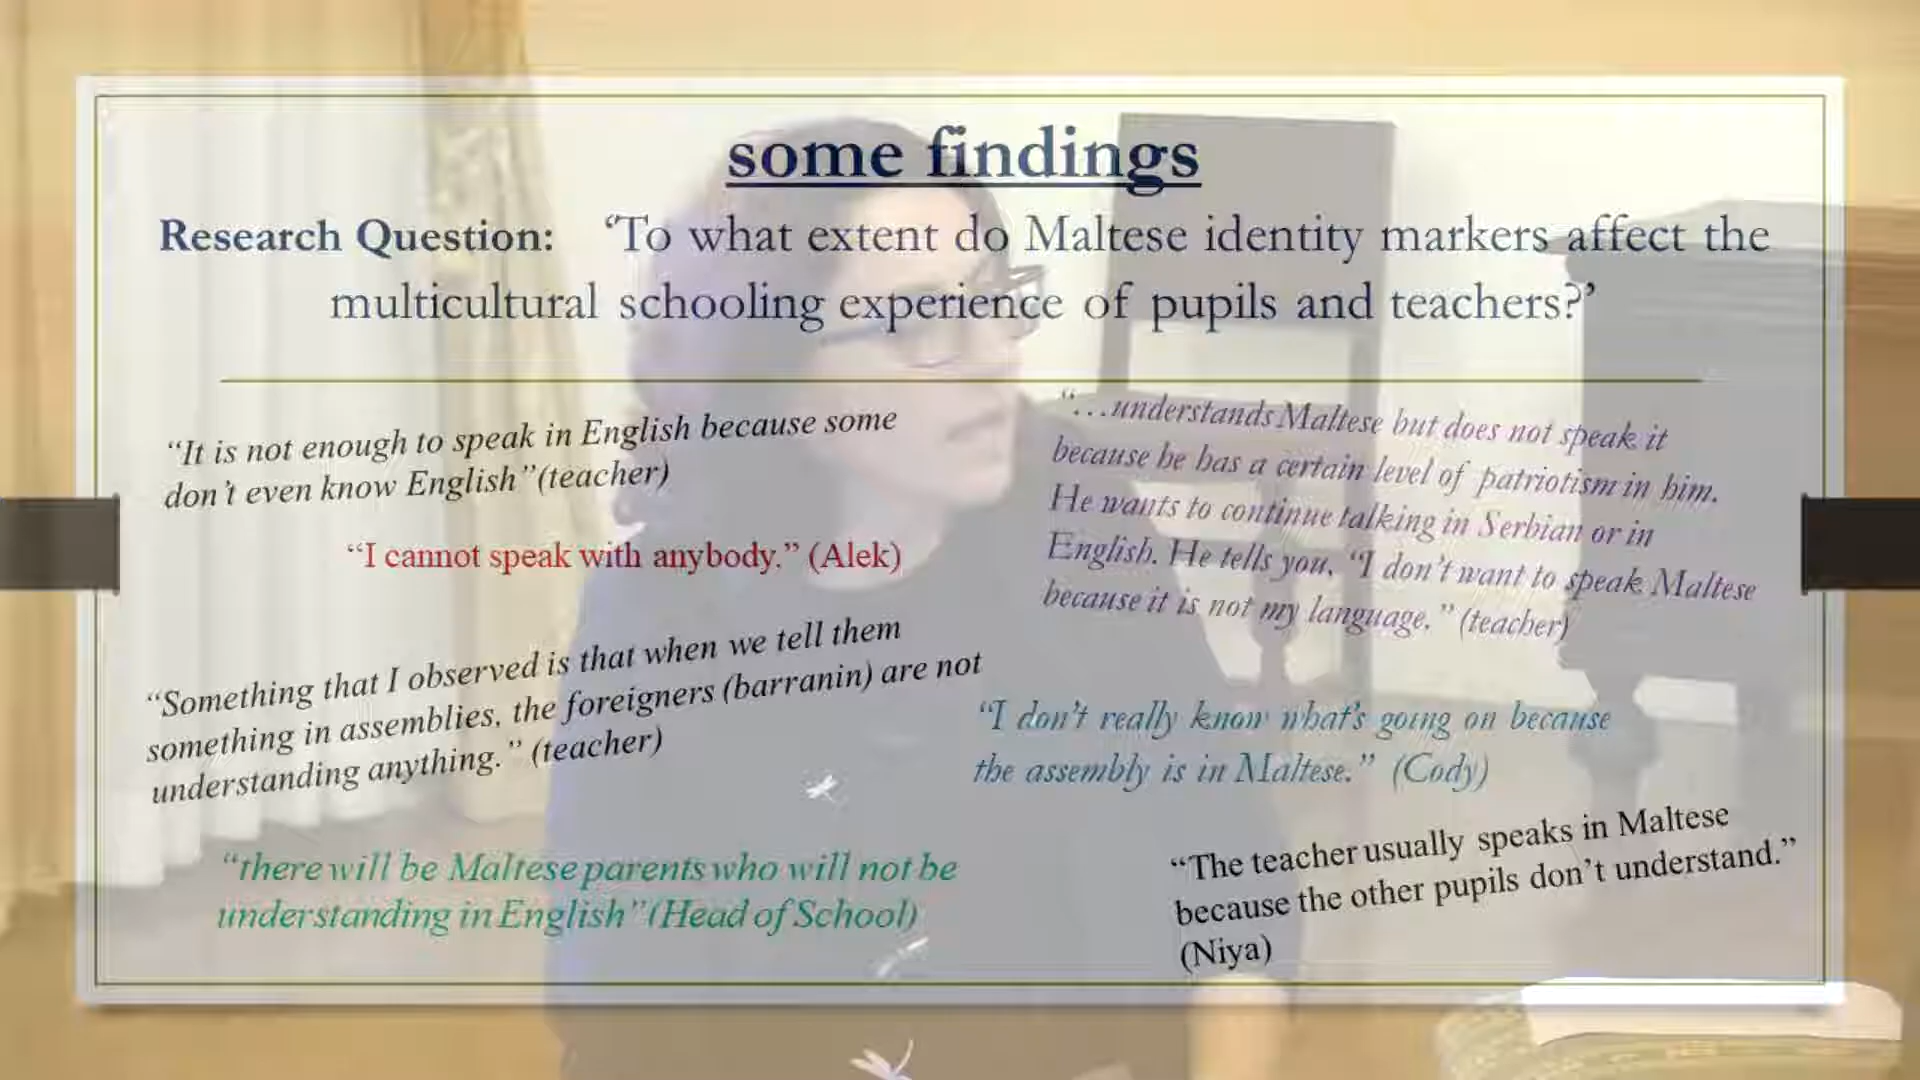 some findings
Research Question: ‘To what extent do Maltese identity markers affect the
multicultural schooling experience of pupils and teachers?’
“It is not enough to speak in English because some
don’t even know English” (teacher)
“I cannot speak with anybody.” (Alek)
“Something that I observed is that when we tell them
something in assemblies, the foreigners (barranin) are not
understanding anything.” (teacher)
“there will be Maltese parents who will not be
understanding in English” (Head of School)
“…understands Maltese but does not speak it
because he has a certain level of patriotism in him.
He wants to continue talking in Serbian or in
English. He tells you, “I don’t want to speak Maltese
because it is not my language.” (teacher)
“I don’t really know what’s going on because
the assembly is in Maltese.” (Cody)
“The teacher usually speaks in Maltese
because the other pupils don’t understand.”
(Niya)